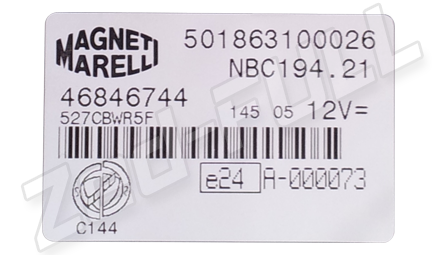 MAGNETI MARELLI
501863100026
NBC194.21
46846744
527CBWR5F
145 05 12V=
e24 A-000073
C144